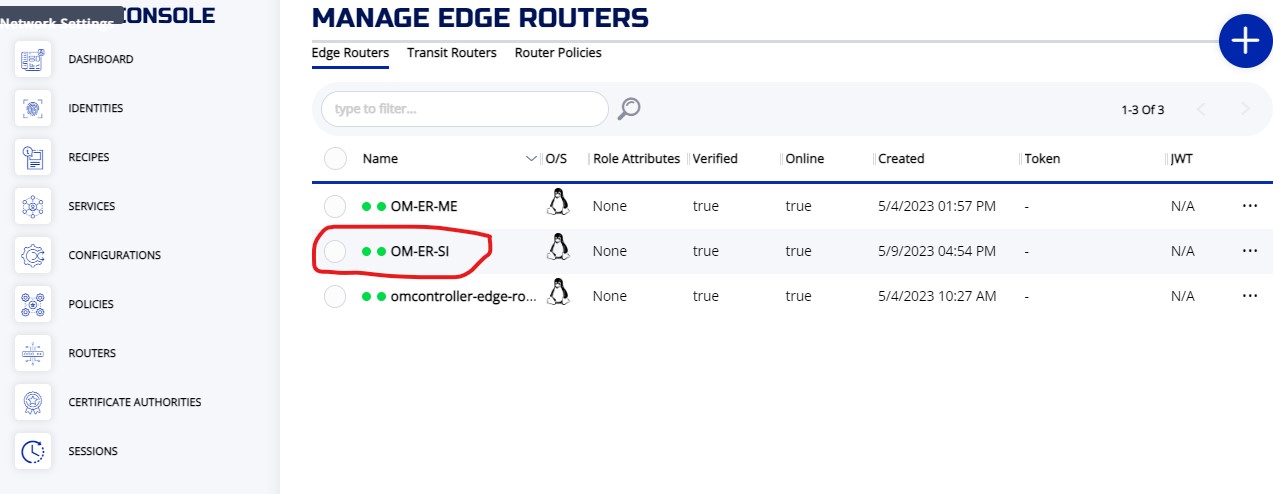 Network Settings CONSOLE
DASHBOARD
IDENTITIES
RECIPES
SERVICES
CONFIGURATIONS
POLICIES
ROUTERS
CERTIFICATE AUTHORITIES
SESSIONS
MANAGE EDGE ROUTERS
Edge Routers Transit Routers Router Policies
type to filter...
1-3 Of 3
Name O/S Role Attributes Verified Online Created Token JWT
OM-ER-ME None true true 5/4/2023 01:57 PM - N/A ...
OM-ER-SI None true true 5/9/2023 04:54 PM - N/A ...
omcontroller-edge-ro... None true true 5/4/2023 10:27 AM - N/A ...